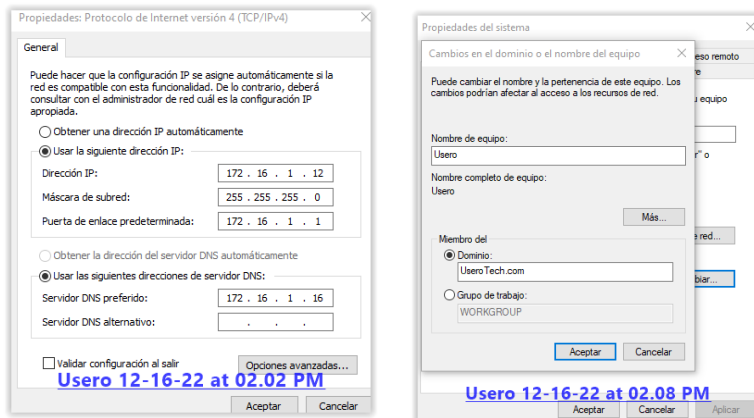 Propiedades: Protocolo de Internet versión 4 (TCP/IPv4)
General
Puede hacer que la configuración IP se asigne automáticamente si la
red es compatible con esta funcionalidad. De lo contrario, deberá
consultar con el administrador de red cuál es la configuración IP
apropiada.
Obtener una dirección IP automáticamente
Usar la siguiente dirección IP:
Dirección IP: 172 . 16 . 1 . 12
Máscara de subred: 255 . 255 . 255 . 0
Puerta de enlace predeterminada: 172 . 16 . 1 . 1
Obtener la dirección del servidor DNS automáticamente
Usar las siguientes direcciones de servidor DNS:
Servidor DNS preferido: 172 . 16 . 1 . 16
Servidor DNS alternativo: . . .
Validar configuración al salir
Opciones avanzadas...
Usero 12-16-22 at 02.02 PM
Aceptar Cancelar
Propiedades del sistema
Cambios en el dominio o el nombre del equipo
eso remoto
Puede cambiar el nombre y la pertenencia de este equipo. Los
cambios podrían afectar al acceso a los recursos de red.
u equipo
Nombre de equipo:
Usero
r" o
Nombre completo de equipo:
Usero
Más...
e red...
Miembro del
Dominio:
UseroTech.com
biar...
Grupo de trabajo:
WORKGROUP
Aceptar Cancelar
Usero 12-16-22 at 02.08 PM
Aceptar Cancelar Aplicar